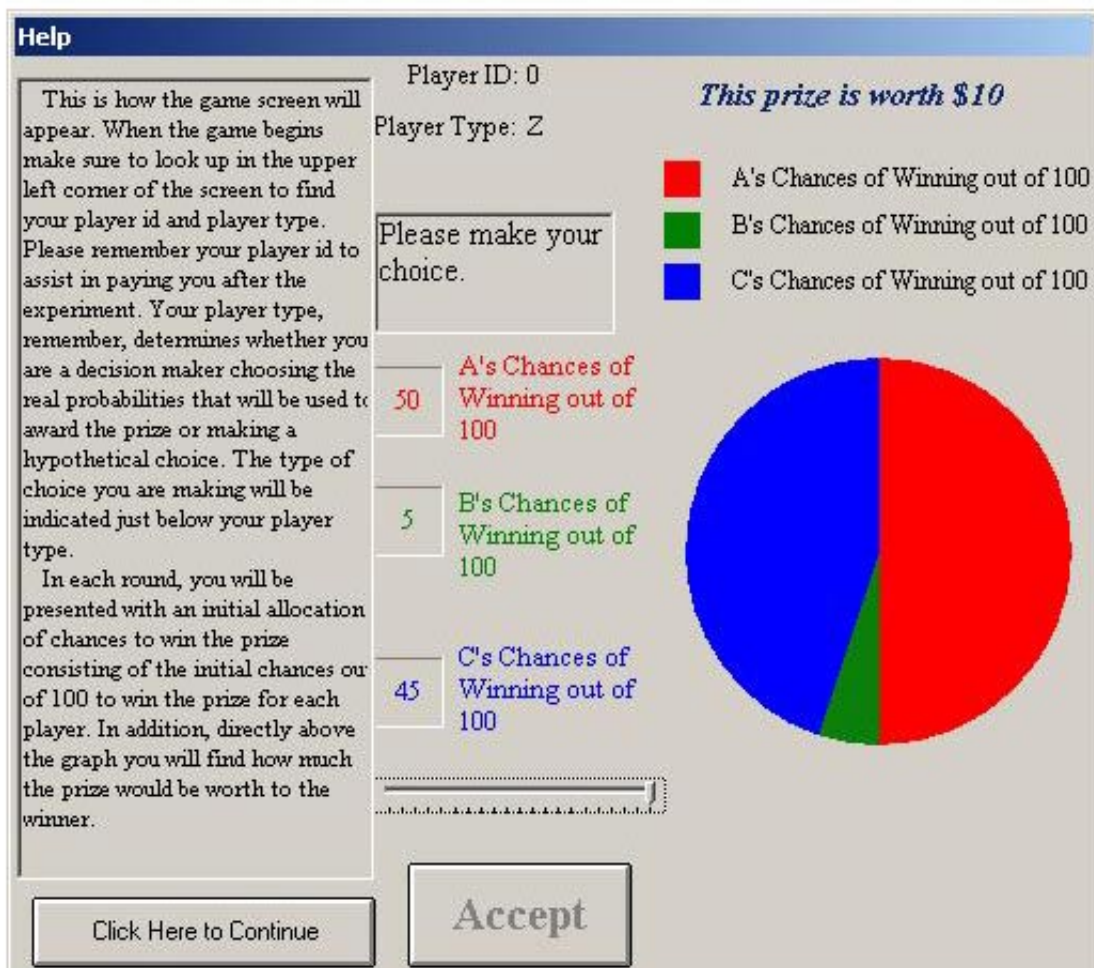 Help
This is how the game screen will
appear. When the game begins
make sure to look up in the upper
left corner of the screen to find
your player id and player type.
Please remember your player id to
assist in paying you after the
experiment. Your player type,
remember, determines whether you
are a decision maker choosing the
real probabilities that will be used to
award the prize or making a
hypothetical choice. The type of
choice you are making will be
indicated just below your player
type.
In each round, you will be
presented with an initial allocation
of chances to win the prize
consisting of the initial chances out
of 100 to win the prize for each
player. In addition, directly above
the graph you will find how much
the prize would be worth to the
winner.
Click Here to Continue
Player ID: 0
Player Type: Z
Please make your
choice.
50
A's Chances of
Winning out of
100
5
B's Chances of
Winning out of
100
45
C's Chances of
Winning out of
100
Accept
This prize is worth $10
A's Chances of Winning out of 100
B's Chances of Winning out of 100
C's Chances of Winning out of 100